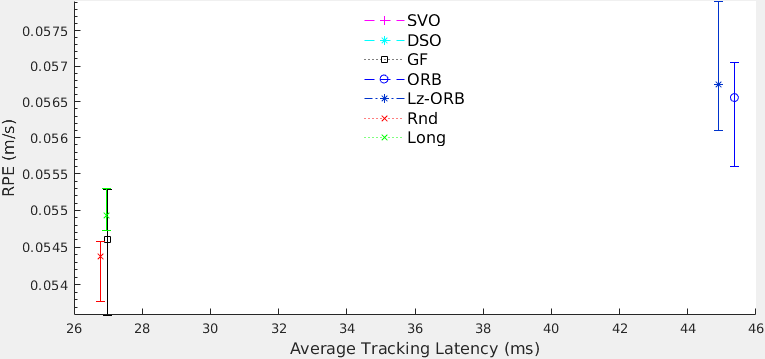 SVO
DSO
GF
ORB
Lz-ORB
Rnd
Long
0.0575
0.057
0.0565
0.056
0.0555
0.055
0.0545
0.054
RPE (m/s)
26 28 30 32 34 36 38 40 42 44 46
Average Tracking Latency (ms)